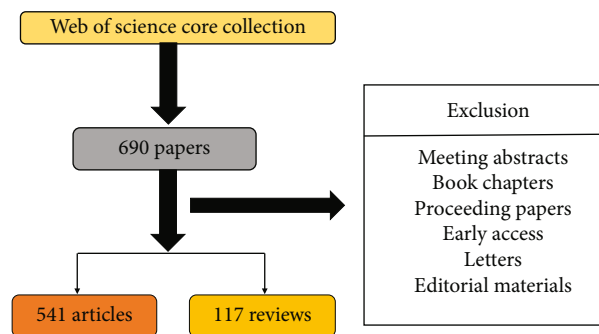 Web of science core collection
690 papers
Exclusion
Meeting abstracts
Book chapters
Proceeding papers
Early access
Letters
Editorial materials
541 articles
117 reviews